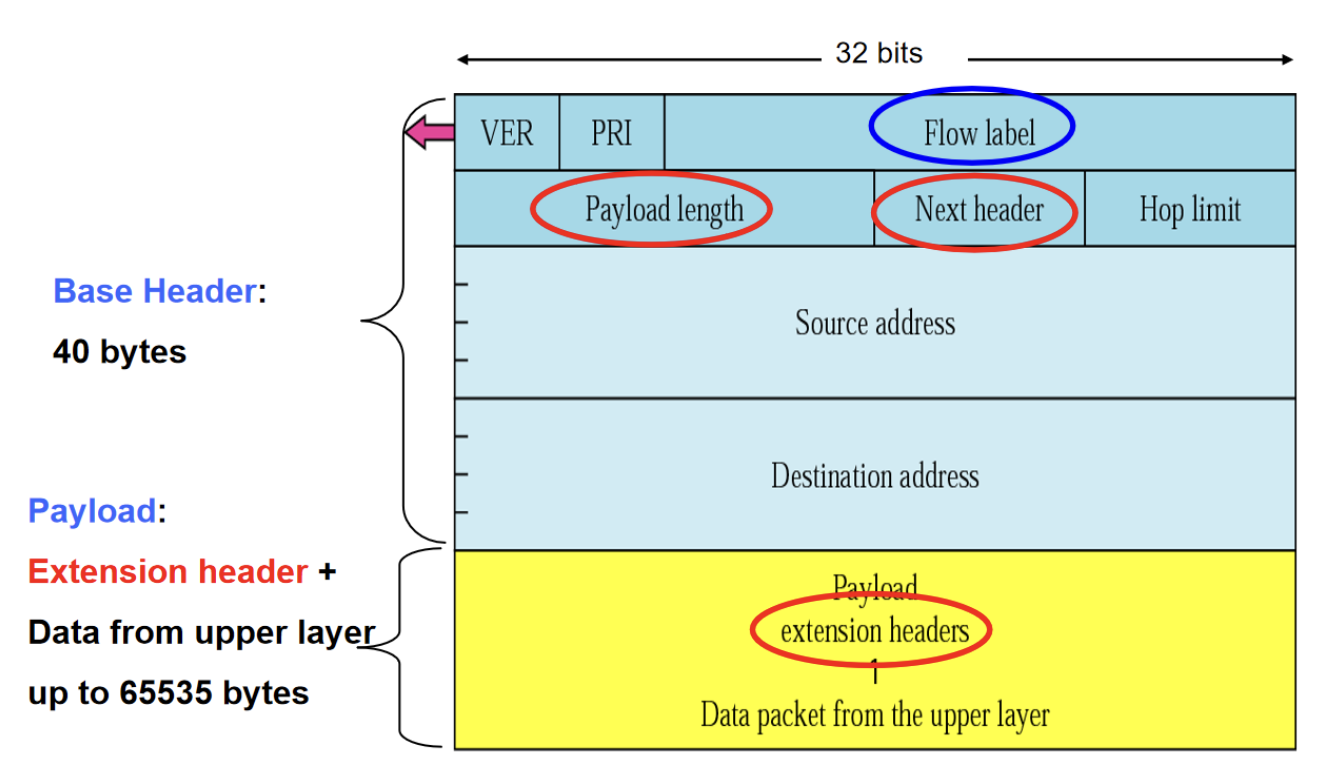 32 bits
VER PRI Flow label
Payload length Next header Hop limit
Base Header:
40 bytes
Source address
Destination address
Payload:
Extension header +
Data from upper layer
up to 65535 bytes
Payload
extension headers
Data packet from the upper layer